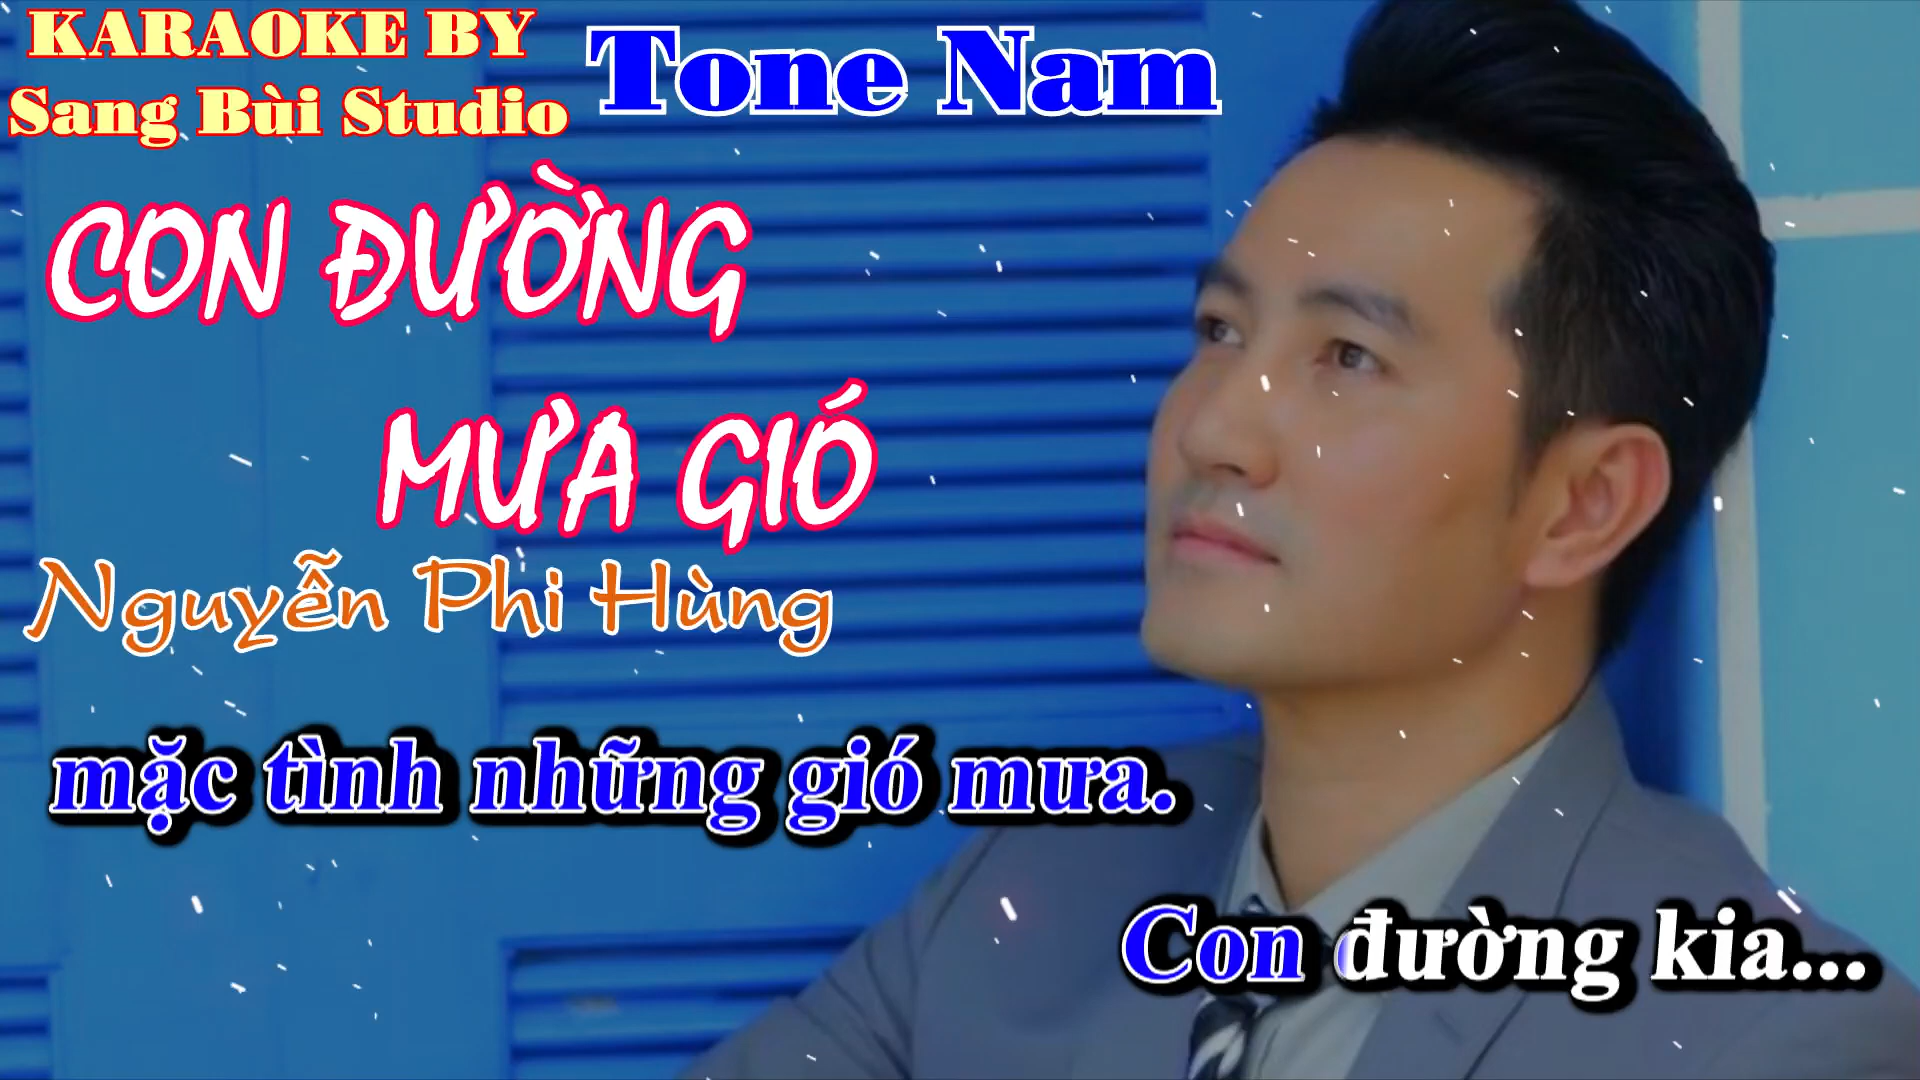 KARAOKE BY
Sang Bùi Studio
Tone Nam
CON ĐƯỜNG
MƯA GIÓ
Nguyễn Phi Hùng
mặc tình những gió mưa.
Con đường kia...